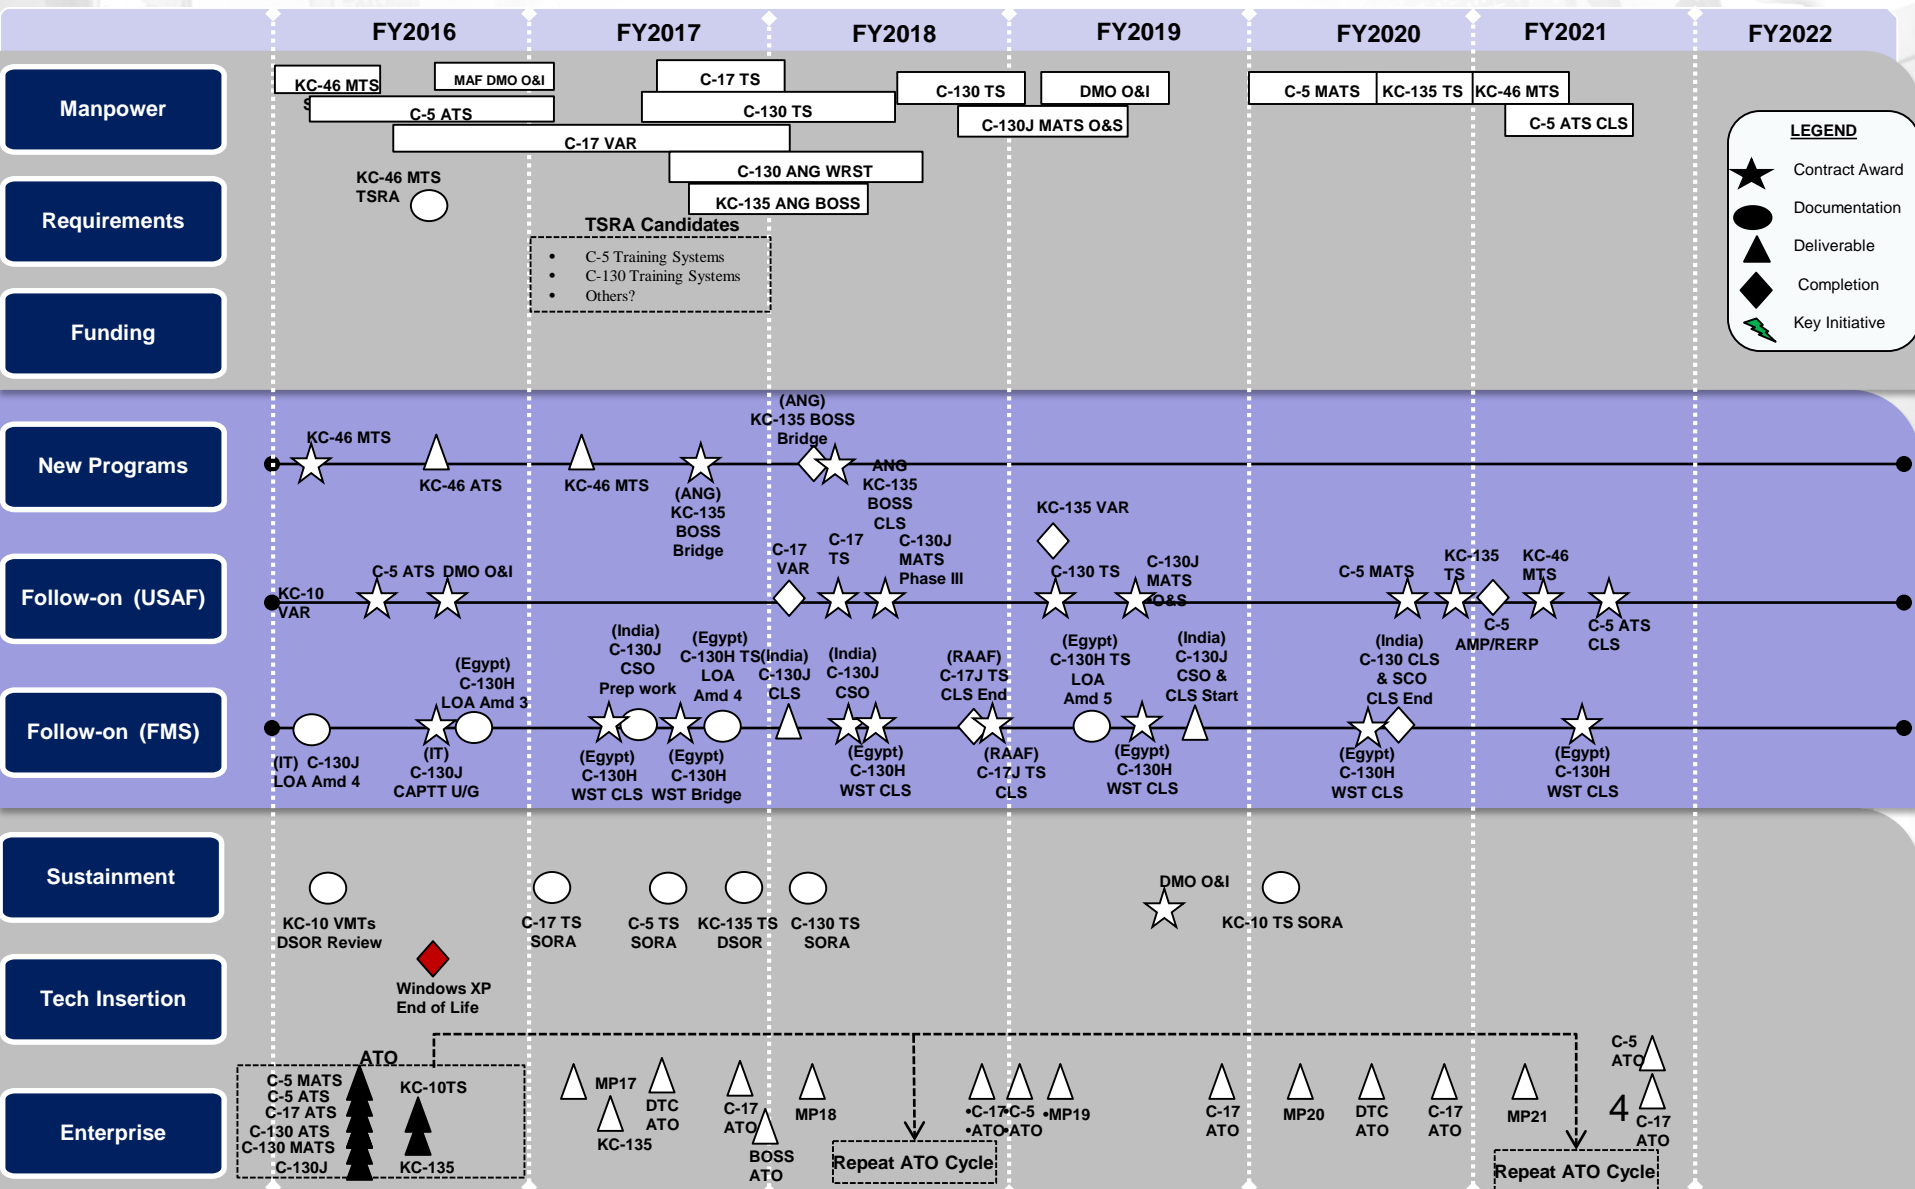 FY2016 FY2017 FY2018 FY2019 FY2020 FY2021 FY2022
Manpower
KC-46 MTS
MAF DMO O&I
C-17 TS
C-130 TS
DMO O&I
C-5 MATS
KC-135 TS
KC-46 MTS
C-5 ATS
C-130 TS
C-130J MATS O&S
C-5 ATS CLS
C-17 VAR
C-130 ANG WRST
KC-135 ANG BOSS
LEGEND
Contract Award
Documentation
Deliverable
Completion
Key Initiative
Requirements
KC-46 MTS
TSRA
TSRA Candidates
• C-5 Training Systems
• C-130 Training Systems
• Others?
Funding
New Programs
KC-46 MTS
KC-46 ATS
KC-46 MTS
(ANG)
KC-135
BOSS
Bridge
(ANG)
KC-135 BOSS
Bridge
ANG
KC-135
BOSS
CLS
Follow-on (USAF)
KC-10
VAR
C-5 ATS
DMO O&I
C-17
VAR
C-17
TS
C-130J
MATS
Phase III
KC-135 VAR
C-130 TS
C-130J
MATS
•O&S
C-5 MATS
KC-135
TS
C-5
AMP/RERP
KC-46
MTS
C-5 ATS
CLS
Follow-on (FMS)
(IT) C-130J
LOA Amd 4
(IT)
C-130J
CAPTT U/G
(Egypt)
C-130H
LOA Amd 3
(India)
C-130J
CSO
Prep work
(Egypt)
C-130H
WST CLS
(Egypt)
C-130H TS
LOA
Amd 4
(Egypt)
C-130H
WST Bridge
(India)
C-130J
CLS
(India)
C-130J
CSO
(Egypt)
C-130H
WST CLS
(RAAF)
C-17J TS
CLS End
(RAAF)
C-17J TS
CLS
(Egypt)
C-130H TS
LOA
Amd 5
(Egypt)
C-130H
WST CLS
(India)
C-130J
CSO &
CLS Start
(India)
C-130 CLS
& SCO
CLS End
(Egypt)
C-130H
WST CLS
(Egypt)
C-130H
WST CLS
Sustainment
KC-10 VMTs
DSOR Review
C-17 TS
SORA
C-5 TS
SORA
KC-135 TS
DSOR
C-130 TS
SORA
DMO O&I
KC-10 TS SORA
Tech Insertion
Windows XP
End of Life
Enterprise
ATO
C-5 MATS
C-5 ATS
C-17 ATS
C-130 ATS
C-130 MATS
C-130J
KC-10TS
KC-135
MP17
KC-135
DTC
ATO
C-17
ATO
BOSS
ATO
MP18
Repeat ATO Cycle
•C-17
•ATO
•C-5
•ATO
•MP19
C-17
ATO
MP20
DTC
ATO
C-17
ATO
MP21
Repeat ATO Cycle
C-5
ATO
4
C-17
ATO